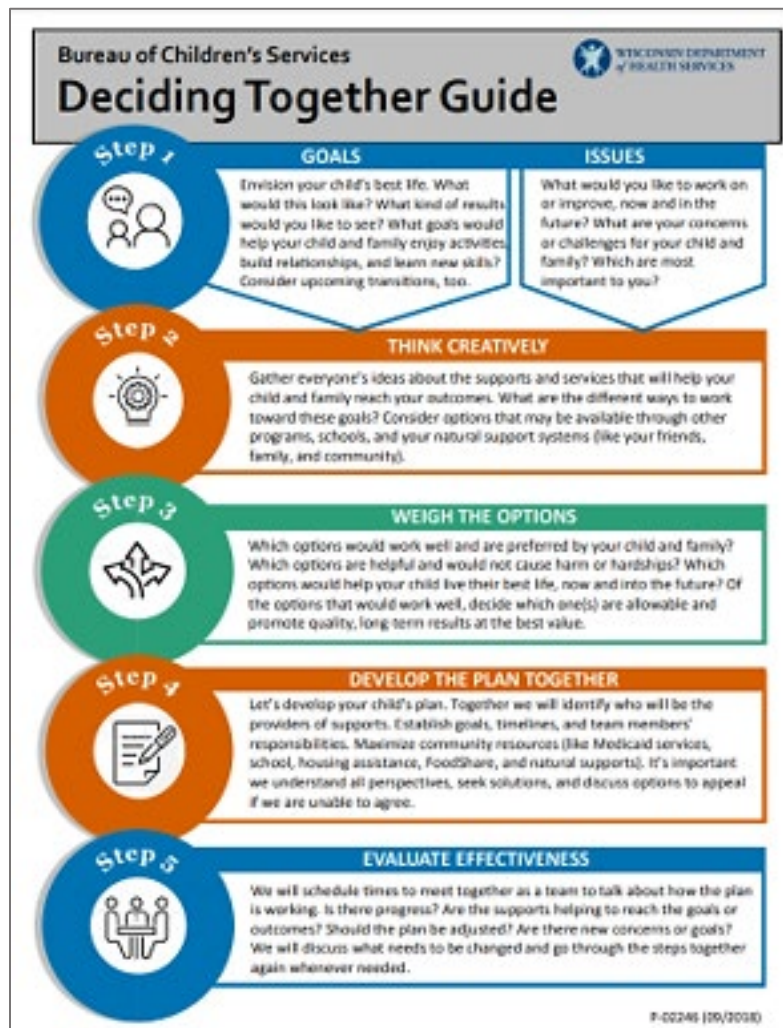 Bureau of Children's Services
WISCONSIN DEPARTMENT
of HEALTH SERVICES
Deciding Together Guide
Step 1
GOALS
Envision your child's best life. What
would this look like? What kind of results
would you like to see? What goals would
help your child and family enjoy activities,
build relationships, and learn new skills?
Consider upcoming transitions, too.
ISSUES
What would you like to work on
or improve, now and in the
future? What are your concerns
or challenges for your child and
family? Which are most
important to you?
Step 2
THINK CREATIVELY
Gather everyone's ideas about the supports and services that will help your
child and family reach your outcomes. What are the different ways to work
toward these goals? Consider options that may be available through other
programs, schools, and your natural support systems (like your friends,
family, and community).
Step 3
WEIGH THE OPTIONS
Which options would work well and are preferred by your child and family?
Which options are helpful and would not cause harm or hardships? Which
options would help your child live their best life, now and into the future? Of
the options that would work well, decide which one(s) are allowable and
promote quality, long-term results at the best value.
Step 4
DEVELOP THE PLAN TOGETHER
Let's develop your child's plan. Together we will identify who will be the
providers of supports. Establish goals, timelines, and team members'
responsibilities. Maximize community resources (like Medicaid services,
school, housing assistance, FoodShare, and natural supports). It's important
we understand all perspectives, seek solutions, and discuss options to appeal
if we are unable to agree.
Step 5
EVALUATE EFFECTIVENESS
We will schedule times to meet together as a team to talk about how the plan
is working. Is there progress? Are the supports helping to reach the goals or
outcomes? Should the plan be adjusted? Are there new concerns or goals?
We will discuss what needs to be changed and go through the steps together
again whenever needed.
P-02246 (09/2018)